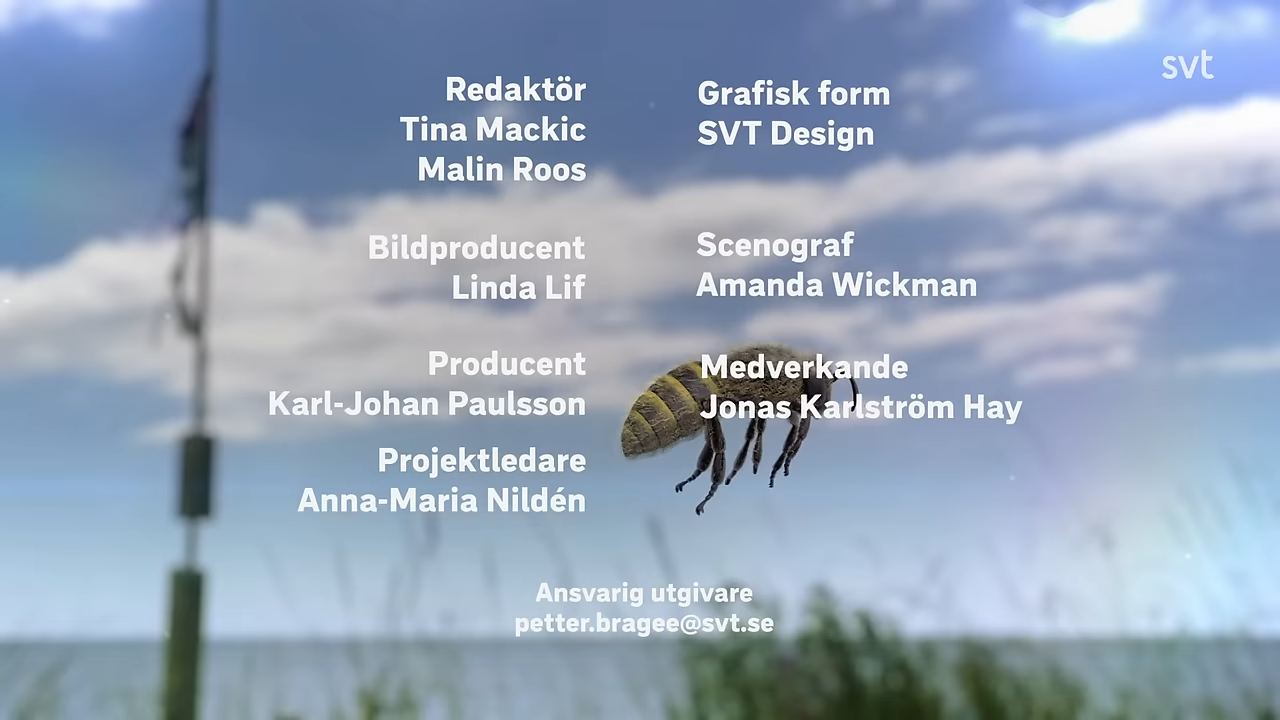 svt
Redaktör
Tina Mackic
Malin Roos
Bildproducent
Linda Lif
Producent
Karl-Johan Paulsson
Projektledare
Anna-Maria Nildén
Grafisk form
SVT Design
Scenograf
Amanda Wickman
Medverkande
Jonas Karlström Hay
Ansvarig utgivare
petter.bragee@svt.se